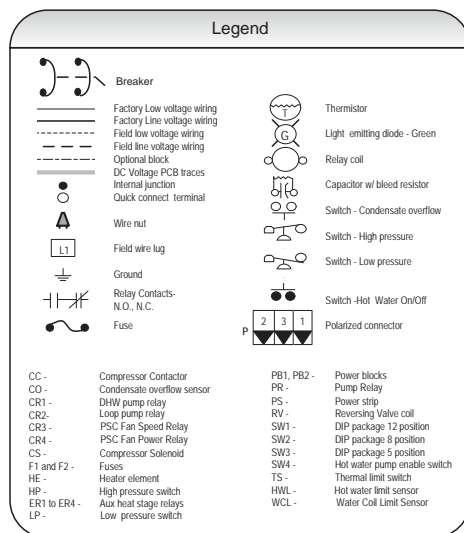 Legend
Breaker
Factory Low voltage wiring
Factory Line voltage wiring
Field low voltage wiring
Field line voltage wiring
Optional block
DC Voltage PCB traces
Internal junction
Quick connect terminal
Wire nut
L1
Field wire lug
Ground
Relay Contacts-
N.O., N.C.
Fuse
T
Thermistor
G
Light emitting diode - Green
Relay coil
Capacitor w/ bleed resistor
Switch - Condensate overflow
Switch - High pressure
Switch - Low pressure
Switch -Hot Water On/Off
P 2 3 1
Polarized connector
CC - Compressor Contactor
CO - Condensate overflow sensor
CR1 - DHW pump relay
CR2- Loop pump relay
CR3 - PSC Fan Speed Relay
CR4 - PSC Fan Power Relay
CS - Compressor Solenoid
F1 and F2 - Fuses
HE - Heater element
HP - High pressure switch
ER1 to ER4 - Aux heat stage relays
LP - Low pressure switch
PB1, PB2 - Power blocks
PR - Pump Relay
PS - Power strip
RV - Reversing Valve coil
SW1 - DIP package 12 position
SW2 - DIP package 8 position
SW3 - DIP package 5 position
SW4 - Hot water pump enable switch
TS - Thermal limit switch
HWL - Hot water limit sensor
WCL - Water Coil Limit Sensor